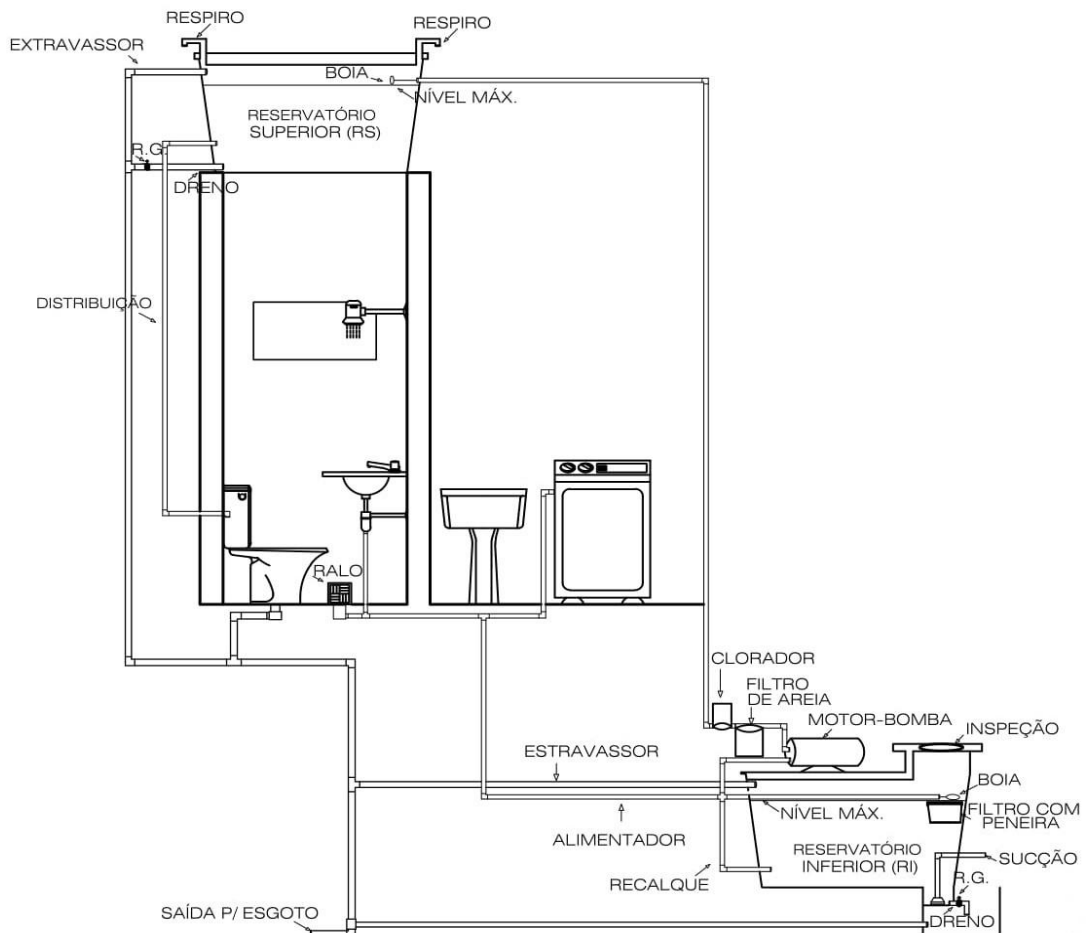 RESPIRO
RESPIRO
EXTRAVASSOR
BOIA
NÍVEL MÁX.
RESERVATÓRIO
SUPERIOR (RS)
R.G.
DRENO
DISTRIBUIÇÃO
RALO
CLORADOR
FILTRO
DE AREIA
MOTOR-BOMBA
INSPEÇÃO
ESTRAVASSOR
BOIA
NÍVEL MÁX.
FILTRO COM
PENEIRA
ALIMENTADOR
RESERVATÓRIO
INFERIOR (RI)
SUCÇÃO
RECALQUE
R.G.
DRENO
SAÍDA P/ ESGOTO